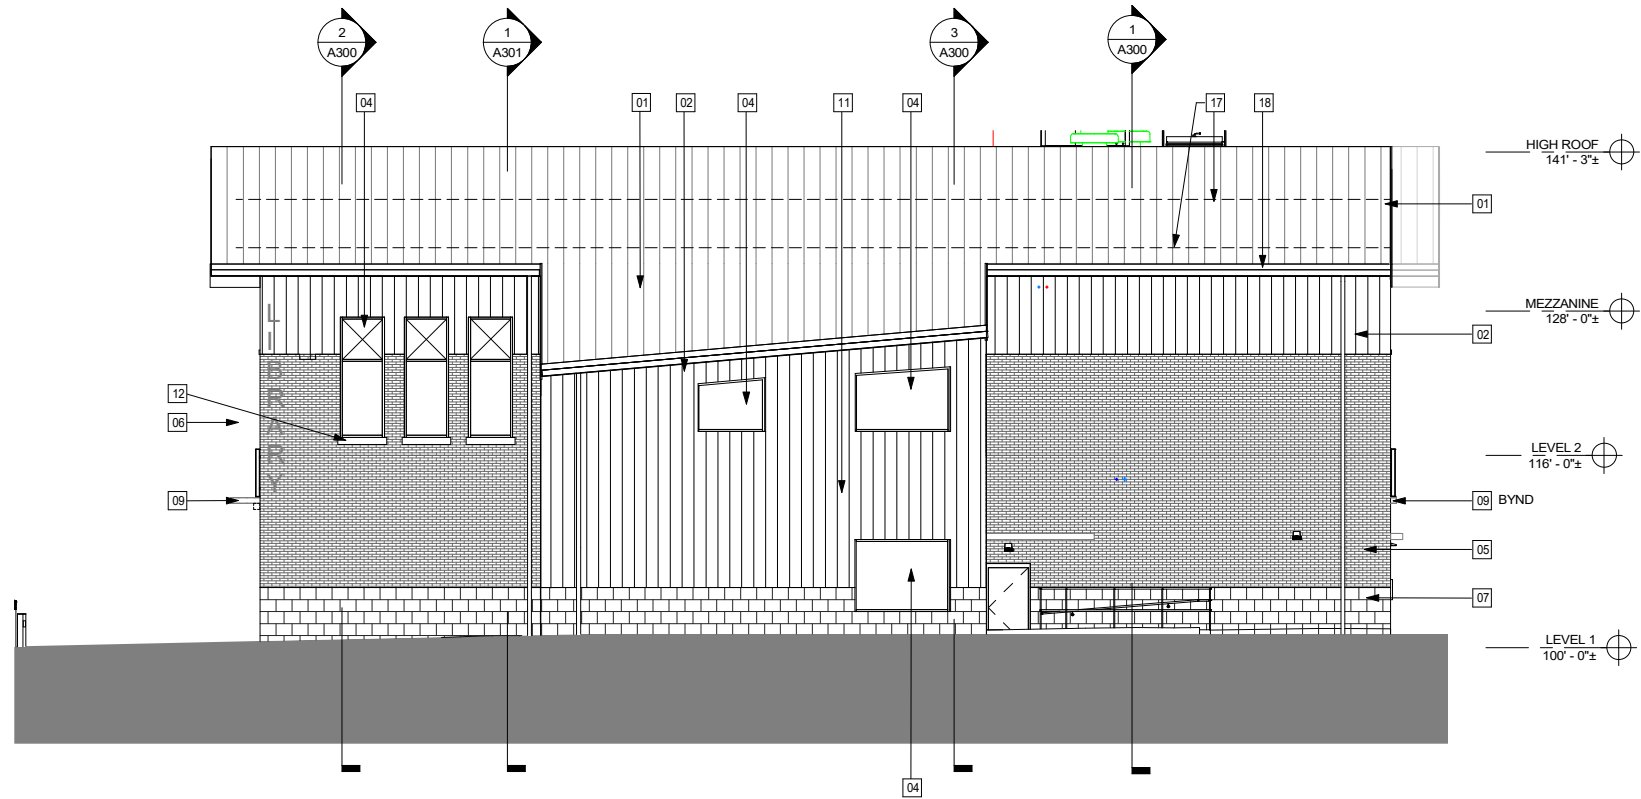 2
A300
1
A301
3
A300
1
A300
04
01
02
04
11
04
17
18
HIGH ROOF
141' - 3"±
01
MEZZANINE
128' - 0"±
02
LIBRARY
12
06
LEVEL 2
116' - 0"±
09
09 BYND
05
07
LEVEL 1
100' - 0"±
04